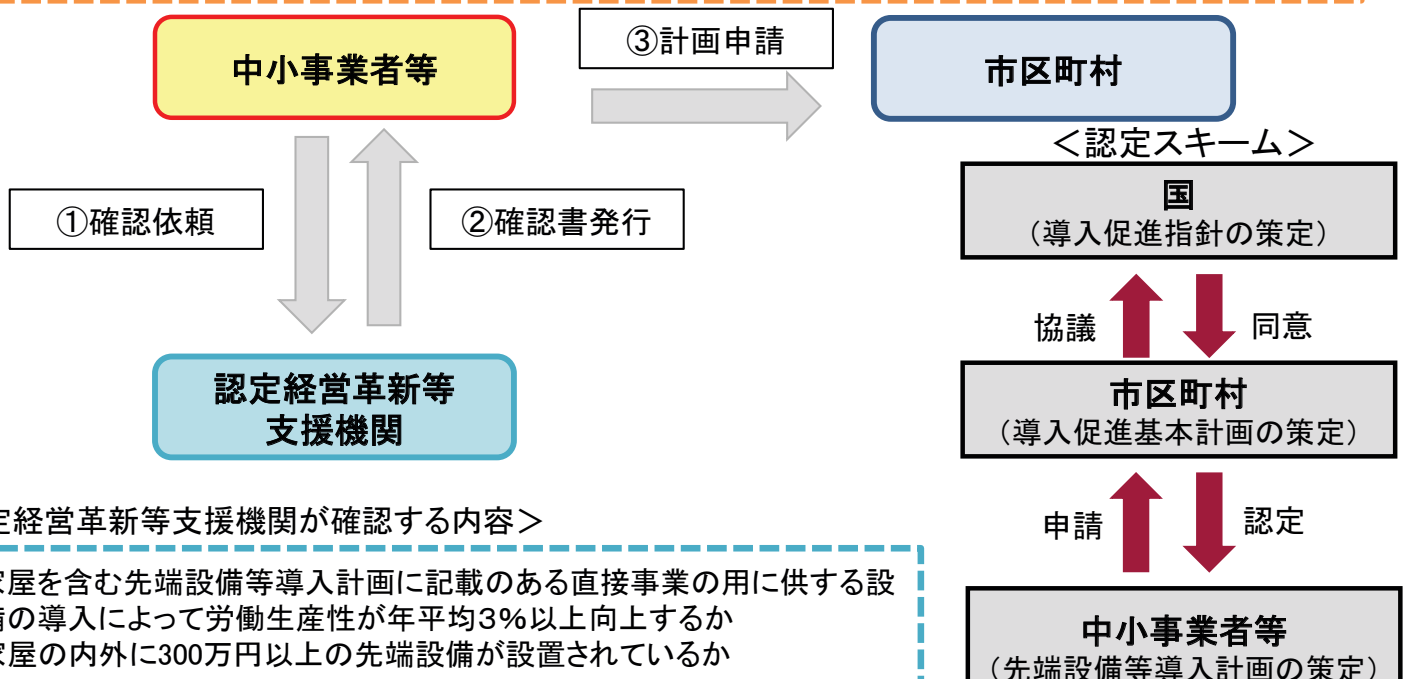 中小事業者等
③計画申請
市区町村
①確認依頼
②確認書発行
認定経営革新等
支援機関
＜認定スキーム＞
国
（導入促進指針の策定）
協議
同意
市区町村
（導入促進基本計画の策定）
申請
認定
中小事業者等
（先端設備等導入計画の策定）
定経営革新等支援機関が確認する内容＞
家屋を含む先端設備等導入計画に記載のある直接事業の用に供する設
備の導入によって労働生産性が年平均３％以上向上するか
家屋の内外に300万円以上の先端設備が設置されているか